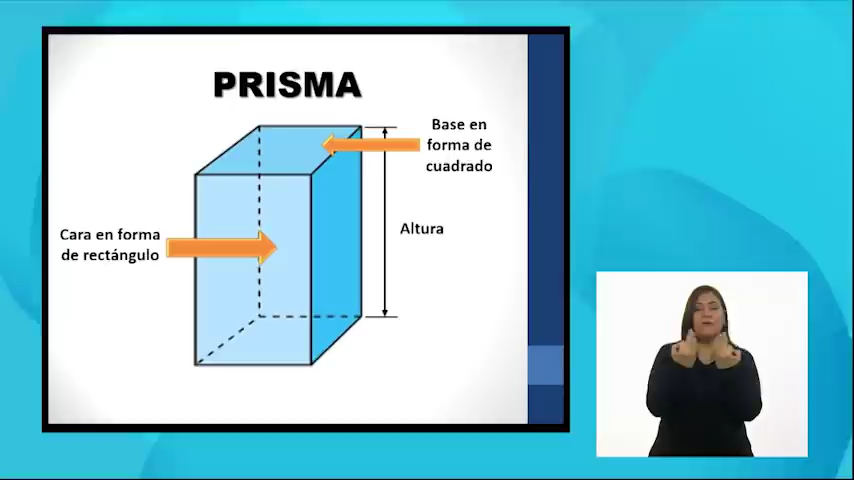 PRISMA
Base en
forma de
cuadrado
Altura
Cara en forma
de rectángulo